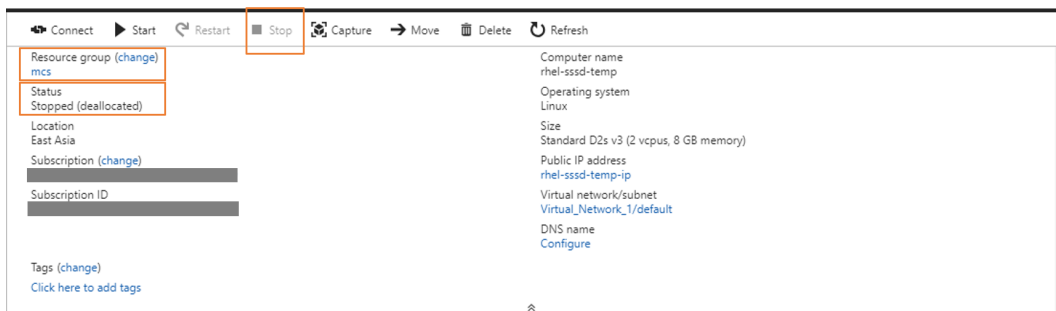 Connect Start Restart Stop Capture Move Delete Refresh
Resource group (change)
mcs
Status
Stopped (deallocated)
Location
East Asia
Subscription (change)
Subscription ID
Tags (change)
Click here to add tags
Computer name
rhel-sssd-temp
Operating system
Linux
Size
Standard D2s v3 (2 vcpus, 8 GB memory)
Public IP address
rhel-sssd-temp-ip
Virtual network/subnet
Virtual_Network_1/default
DNS name
Configure